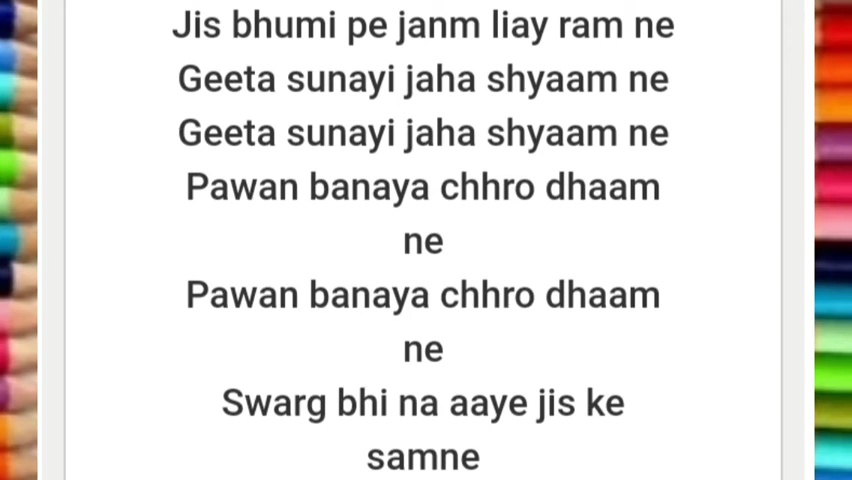 Jis bhumi pe janm liay ram ne
Geeta sunayi jaha shyaam ne
Geeta sunayi jaha shyaam ne
Pawan banaya chhro dhaam
ne
Pawan banaya chhro dhaam
ne
Swarg bhi na aaye jis ke
samne